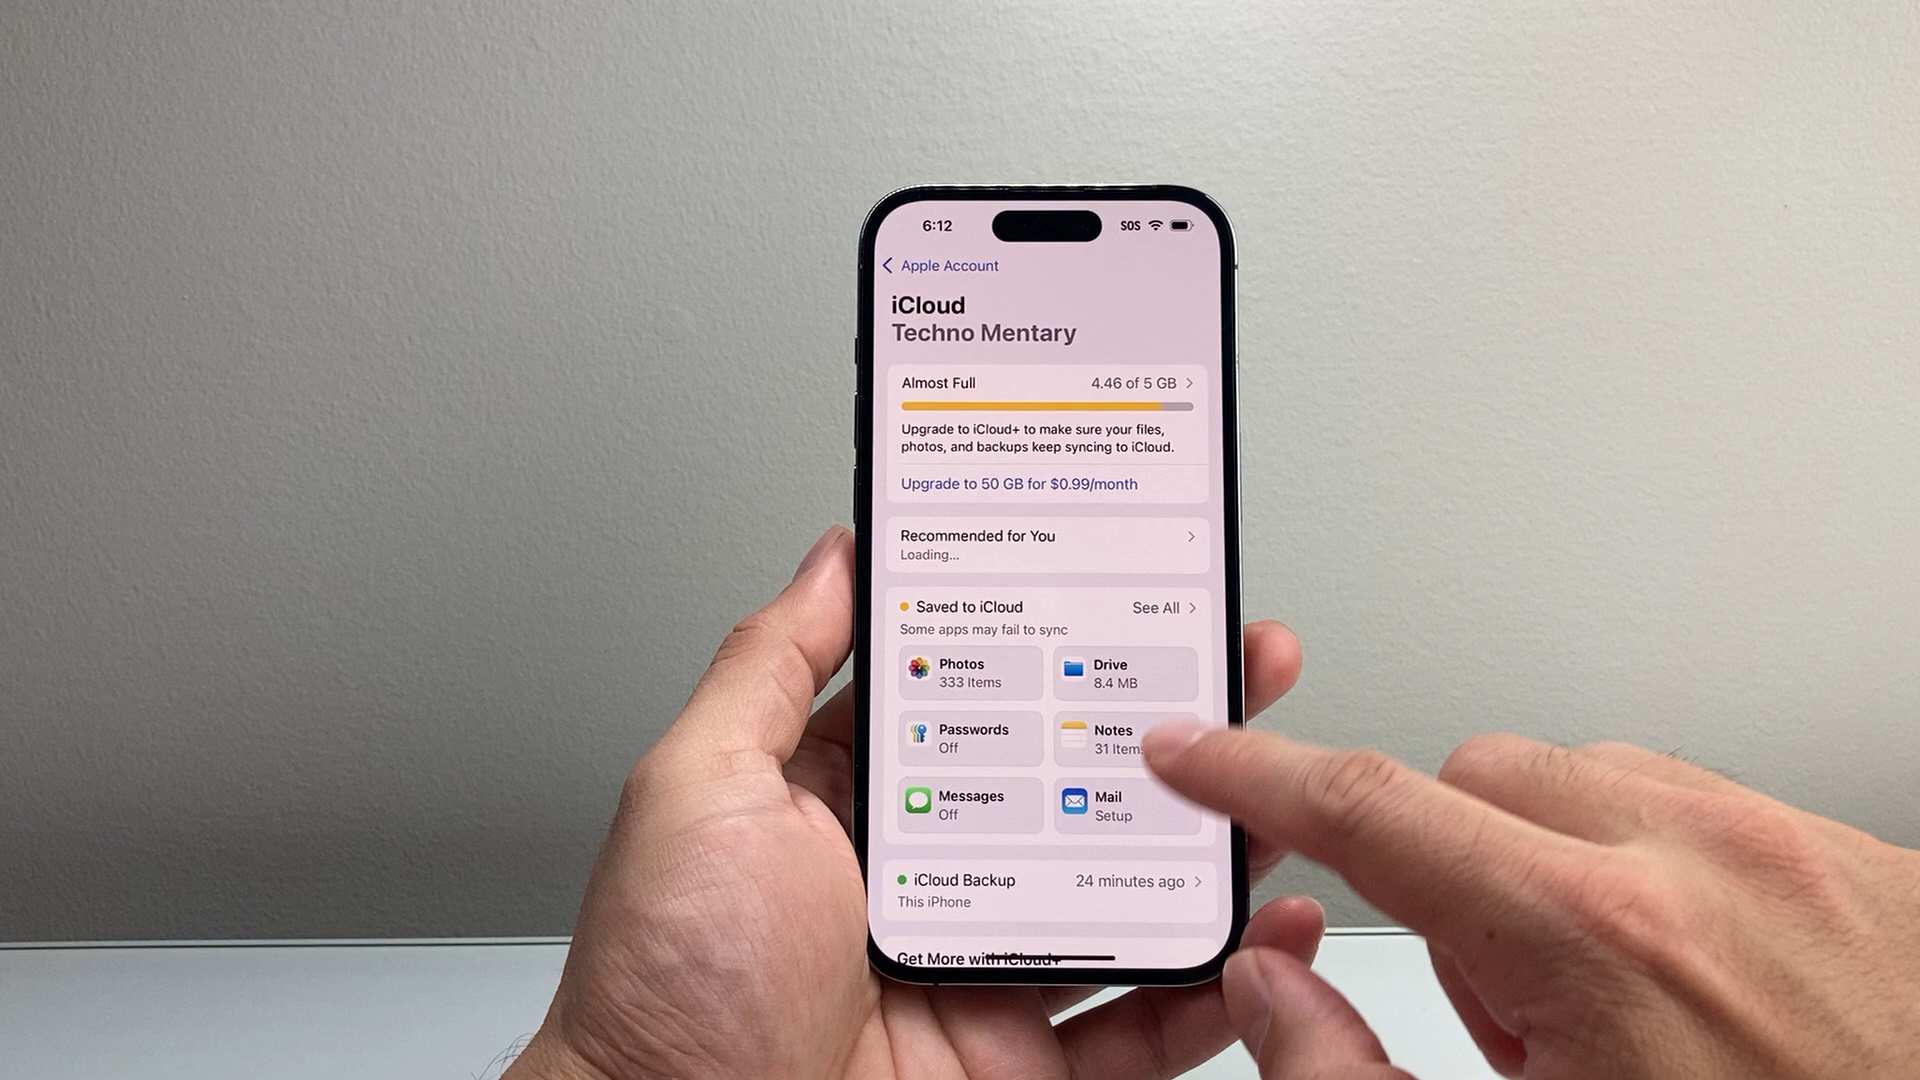 6:12 SOS
Apple Account
iCloud
Techno Mentary
Almost Full 4.46 of 5 GB
Upgrade to iCloud+ to make sure your files,
photos, and backups keep syncing to iCloud.
Upgrade to 50 GB for $0.99/month
Recommended for You
Loading...
Saved to iCloud See All
Some apps may fail to sync
Photos Drive
333 Items 8.4 MB
Passwords Notes
Off 31 Items
Messages Mail
Off Setup
iCloud Backup 24 minutes ago
This iPhone
Get More with iCloud+